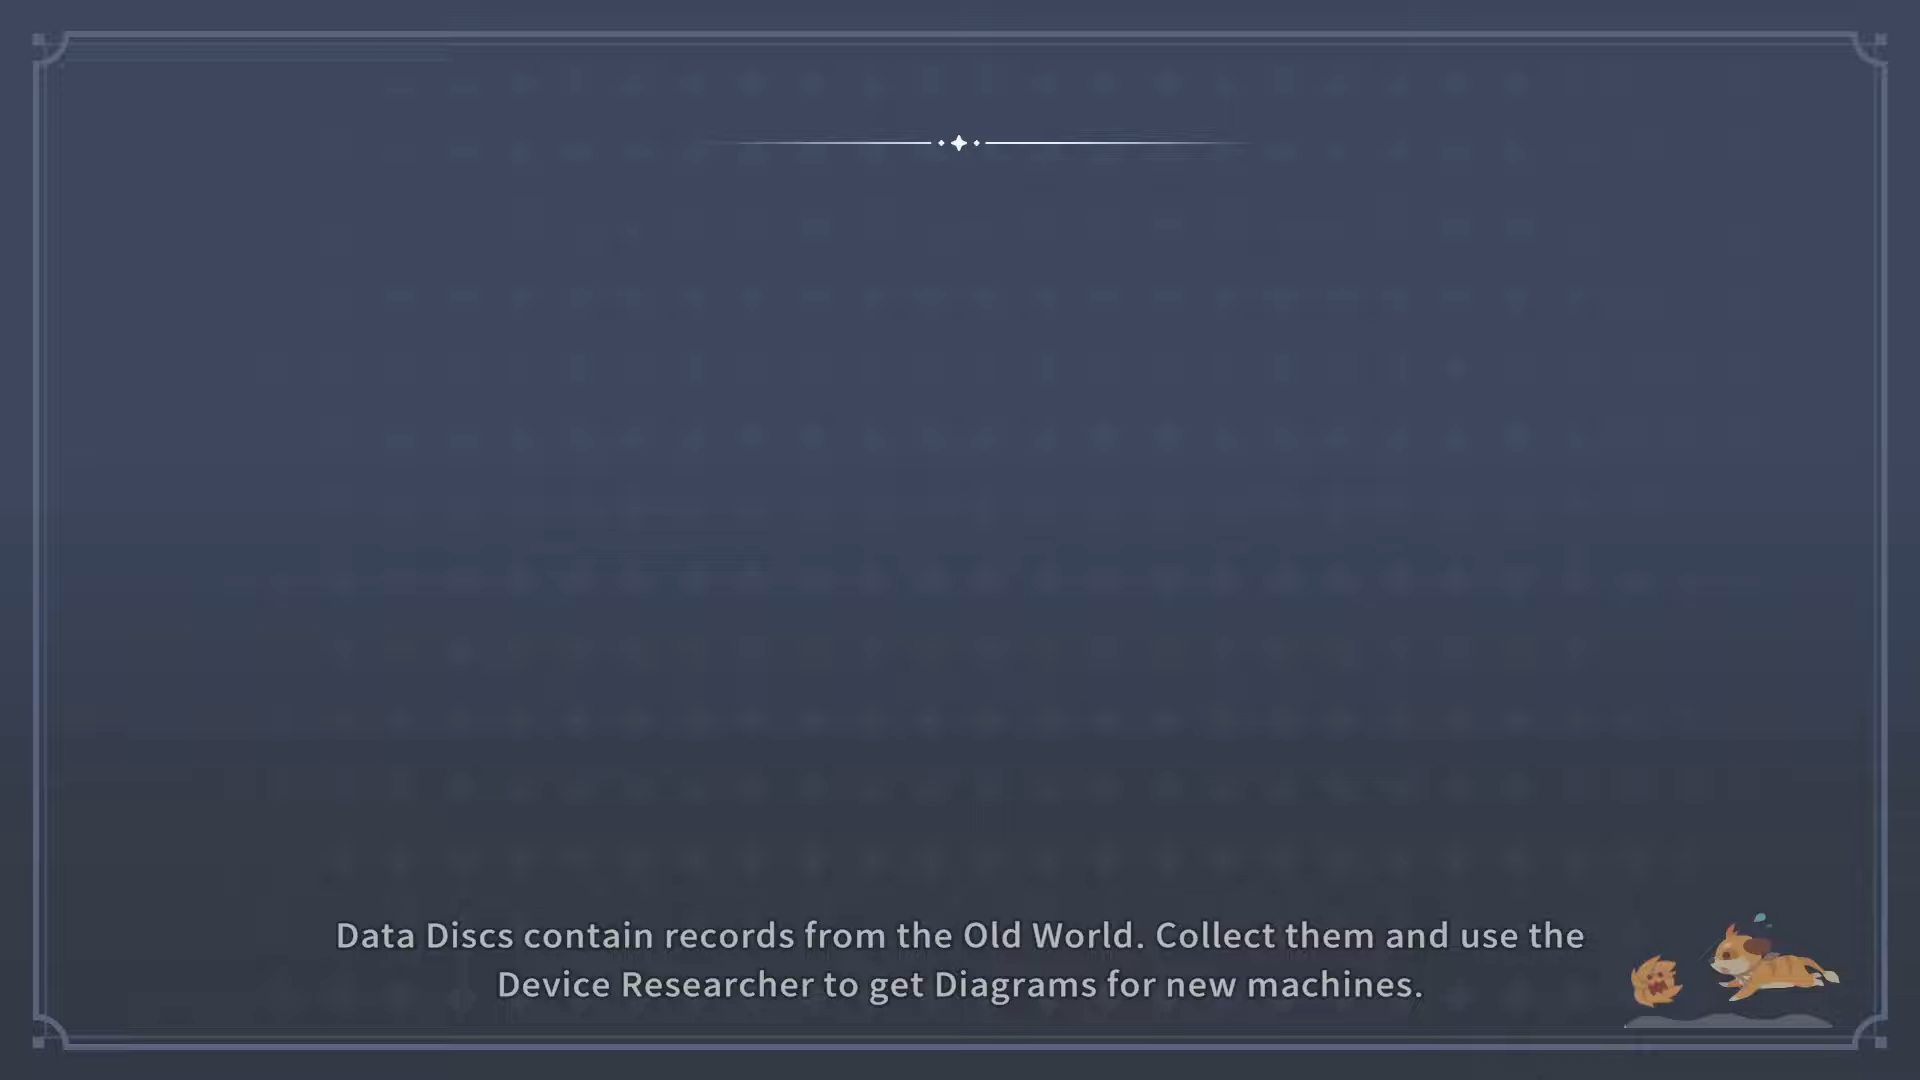 Data Discs contain records from the Old World. Collect them and use the
Device Researcher to get Diagrams for new machines.